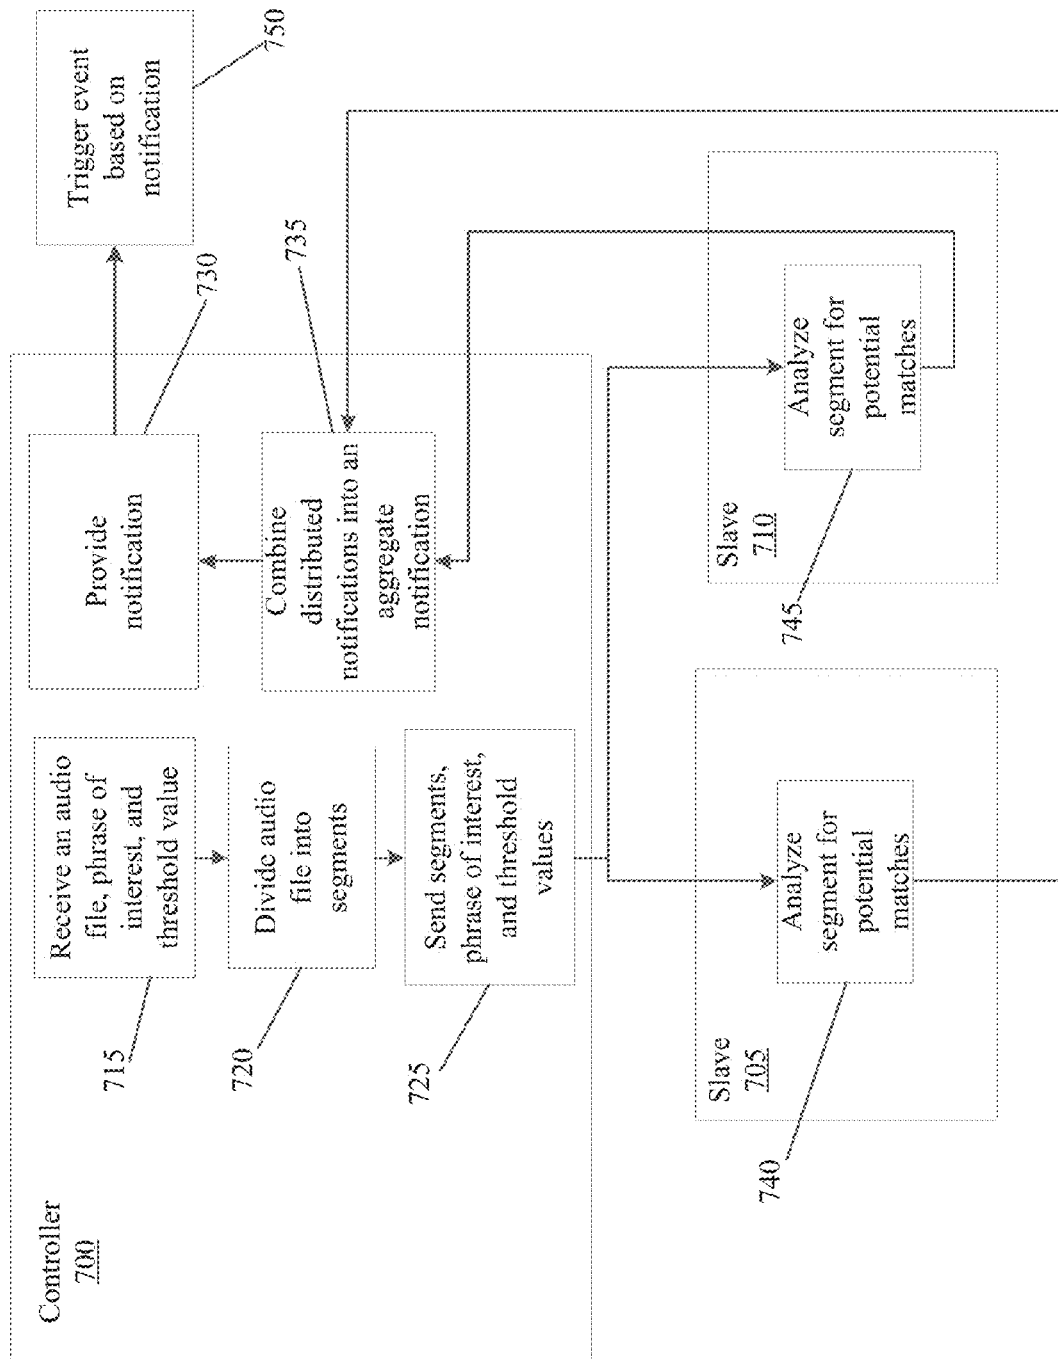 Controller
700
Receive an audio
file, phrase of
interest, and
threshold value
715
Divide audio
file into
segments
720
Send segments,
phrase of interest,
and threshold
values
725
Provide
notification
730
Combine
distributed
notifications into an
aggregate
notification
735
Trigger event
based on
notification
750
Slave
705
Analyze
segment for
potential
matches
740
Slave
710
Analyze
segment for
potential
matches
745